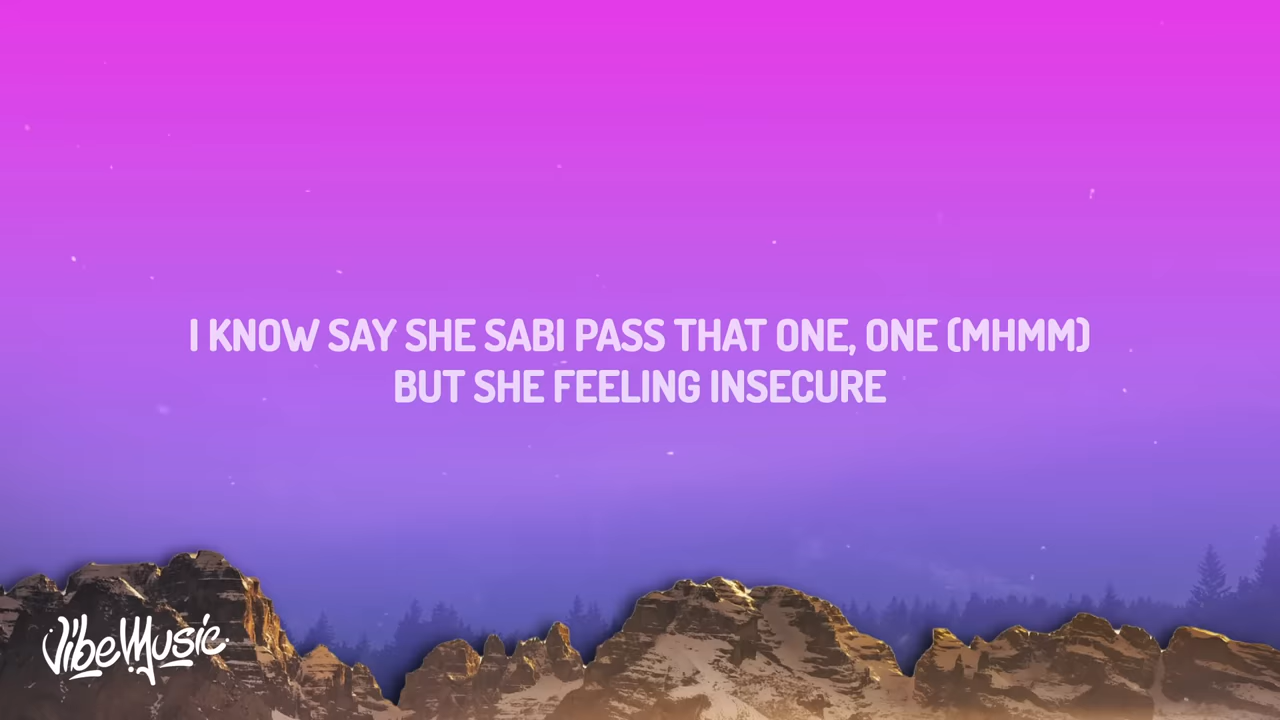 I KNOW SAY SHE SABI PASS THAT ONE, ONE (MHMM)
BUT SHE FEELING INSECURE
VibeMusic